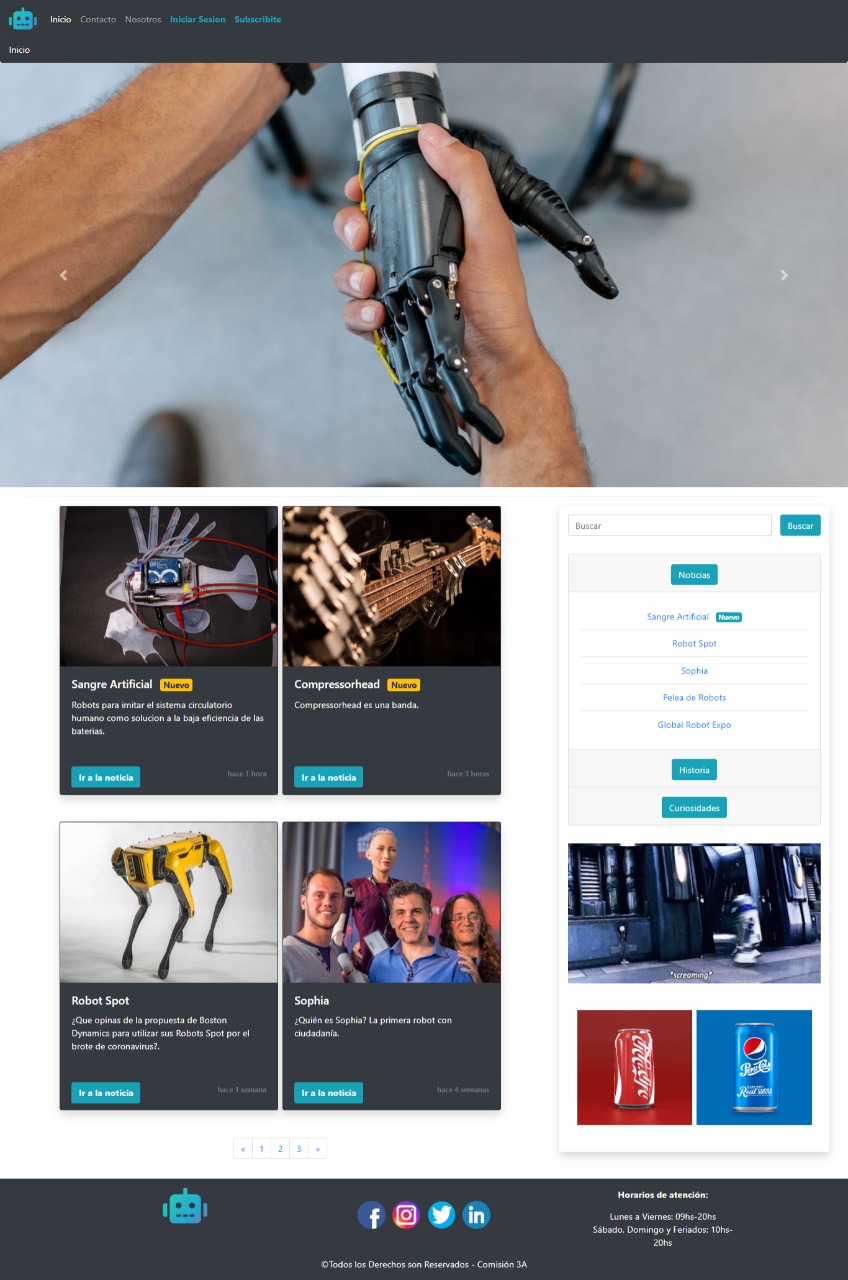 Inicio Contacto Nosotros Iniciar Sesion Subscribite
Inicio
Sangre Artificial Nuevo
Robots para imitar el sistema circulatorio
humano como solucion a la baja eficiencia de las
baterias.
Ir a la noticia hace 1 hora
Compressorhead Nuevo
Compressorhead es una banda.
Ir a la noticia hace 3 horas
Robot Spot
¿Que opinas de la propuesta de Boston
Dynamics para utilizar sus Robots Spot por el
brote de coronavirus?.
Ir a la noticia hace 1 semana
Sophia
¿Quién es Sophia? La primera robot con
ciudadanía.
Ir a la noticia hace 4 semanas
« 1 2 3 »
Buscar Buscar
Noticias
Sangre Artificial Nuevo
Robot Spot
Sophia
Pelea de Robots
Global Robot Expo
Historia
Curiosidades
*screaming*
Horarios de atención:
Lunes a Viernes: 09hs-20hs
Sábado, Domingo y Feriados: 10hs-
20hs
©Todos los Derechos son Reservados - Comisión 3A